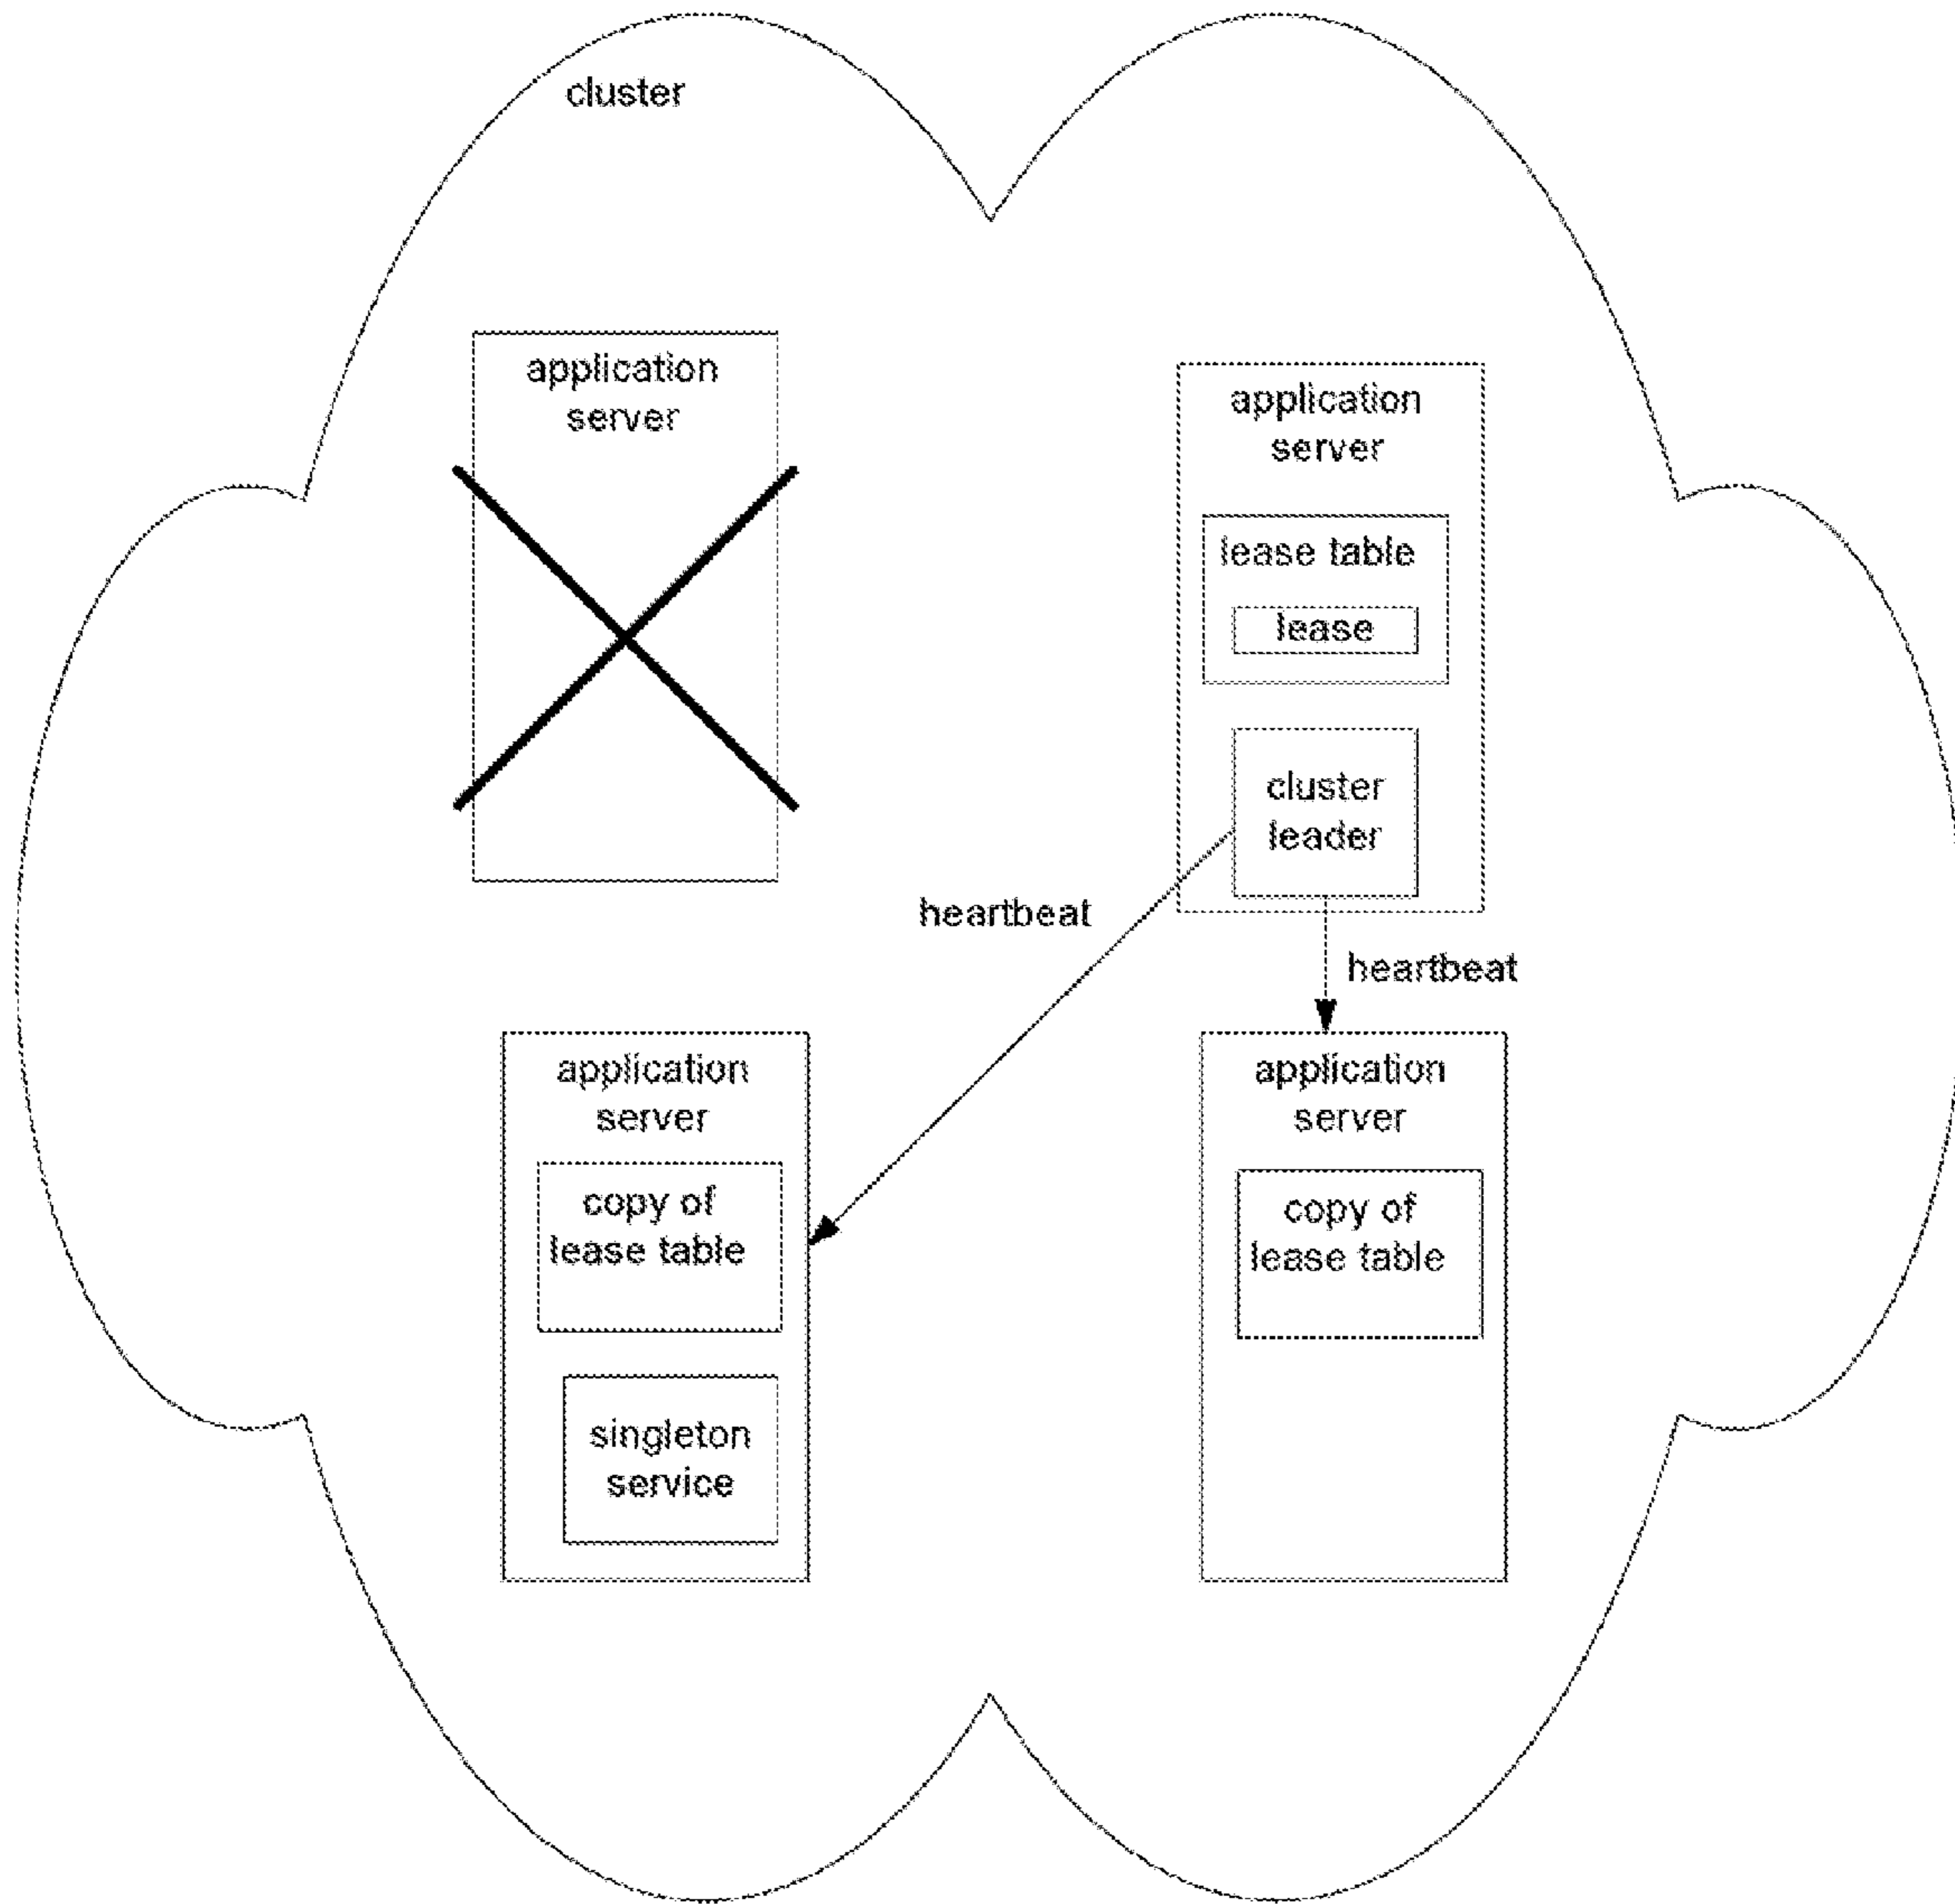 cluster
application
server
application
server
lease table
lease
cluster
leader
heartbeat
heartbeat
application
server
copy of
lease table
singleton
service
application
server
copy of
lease table